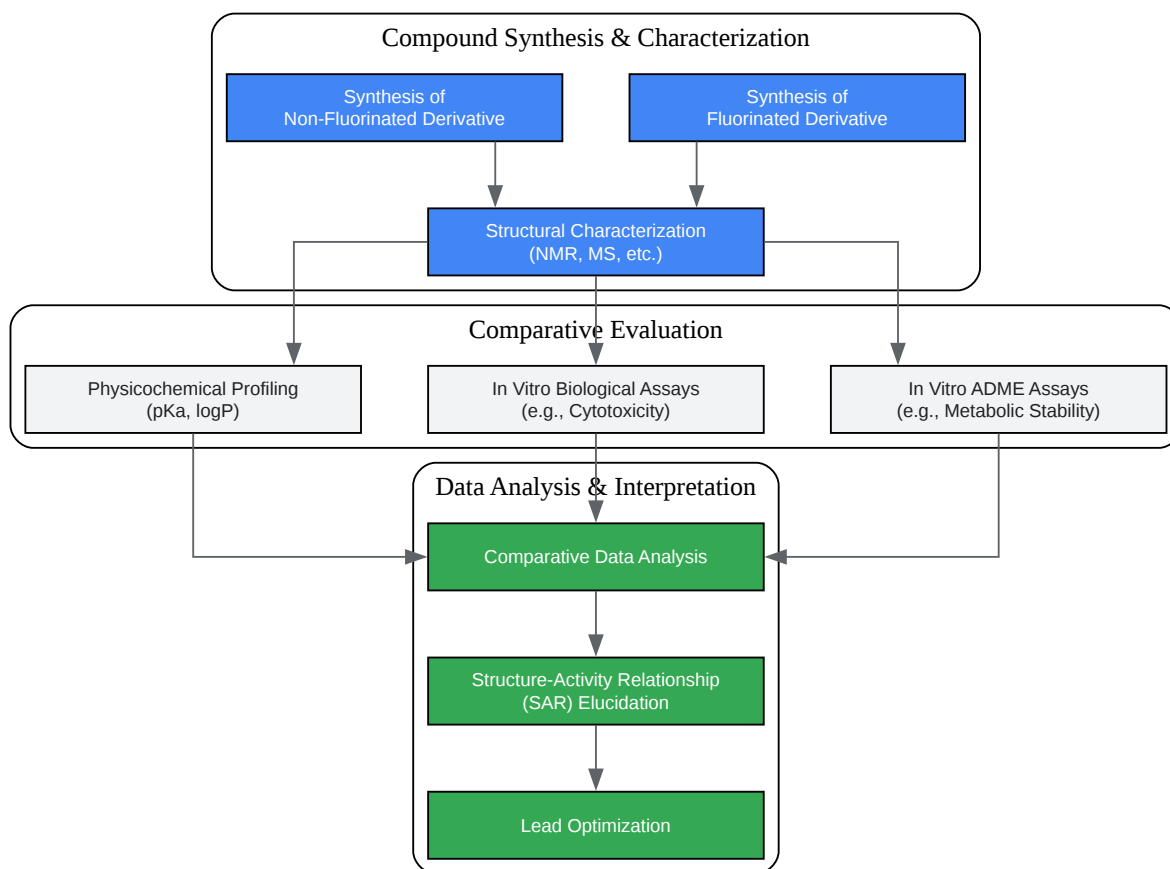 Compound Synthesis & Characterization
Synthesis of
Non-Fluorinated Derivative
Synthesis of
Fluorinated Derivative
Structural Characterization
(NMR, MS, etc.)
Comparative Evaluation
Physicochemical Profiling
(pKa, logP)
In Vitro Biological Assays
(e.g., Cytotoxicity)
In Vitro ADME Assays
(e.g., Metabolic Stability)
Data Analysis & Interpretation
Comparative Data Analysis
Structure-Activity Relationship
(SAR) Elucidation
Lead Optimization